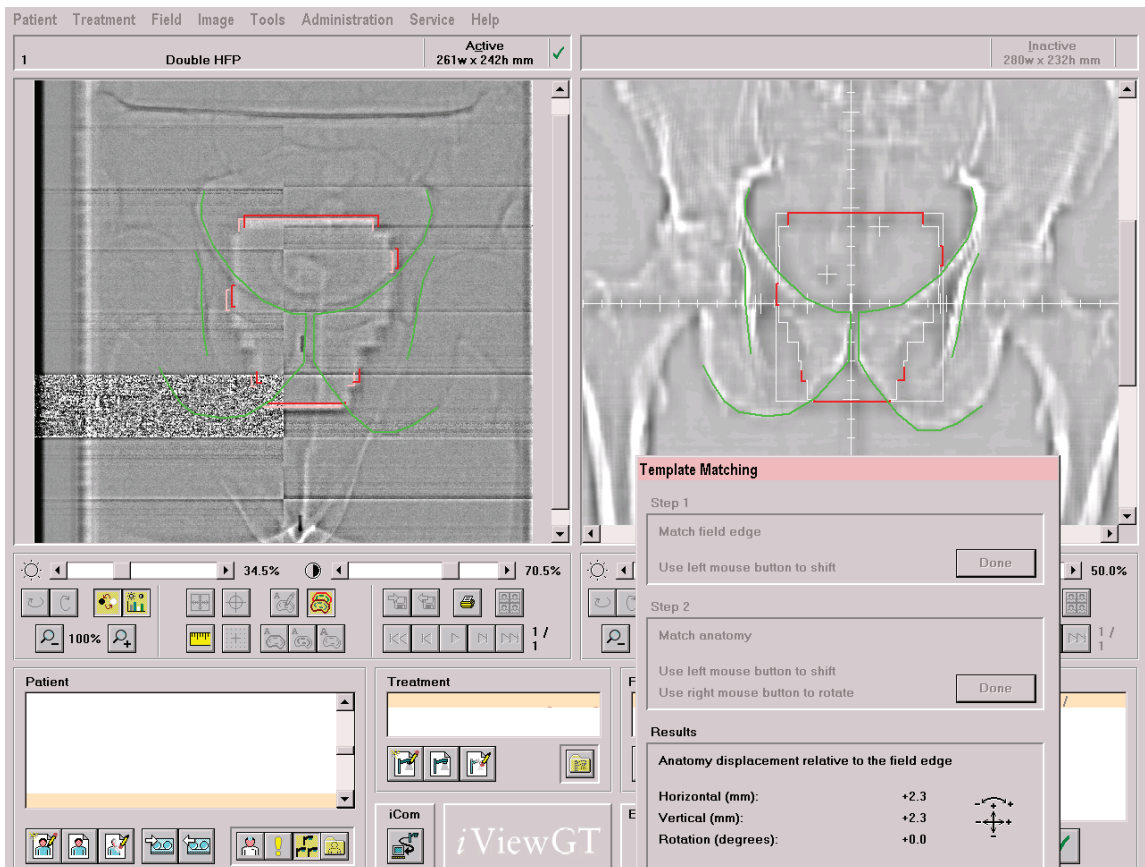 Patient Treatment Field Image Tools Administration Service Help
1 Double HFP Active 261w x 242h mm
Inactive 280w x 232h mm
Template Matching
Step 1
Match field edge
Use left mouse button to shift Done
Step 2
Match anatomy
Use left mouse button to shift
Use right mouse button to rotate Done
Results
Anatomy displacement relative to the field edge
Horizontal (mm): +2.3
Vertical (mm): +2.3
Rotation (degrees): +0.0
34.5% 70.5% 50.0%
100% 1 / 1 1 / 1
Patient Treatment F
iCom E
iViewGT